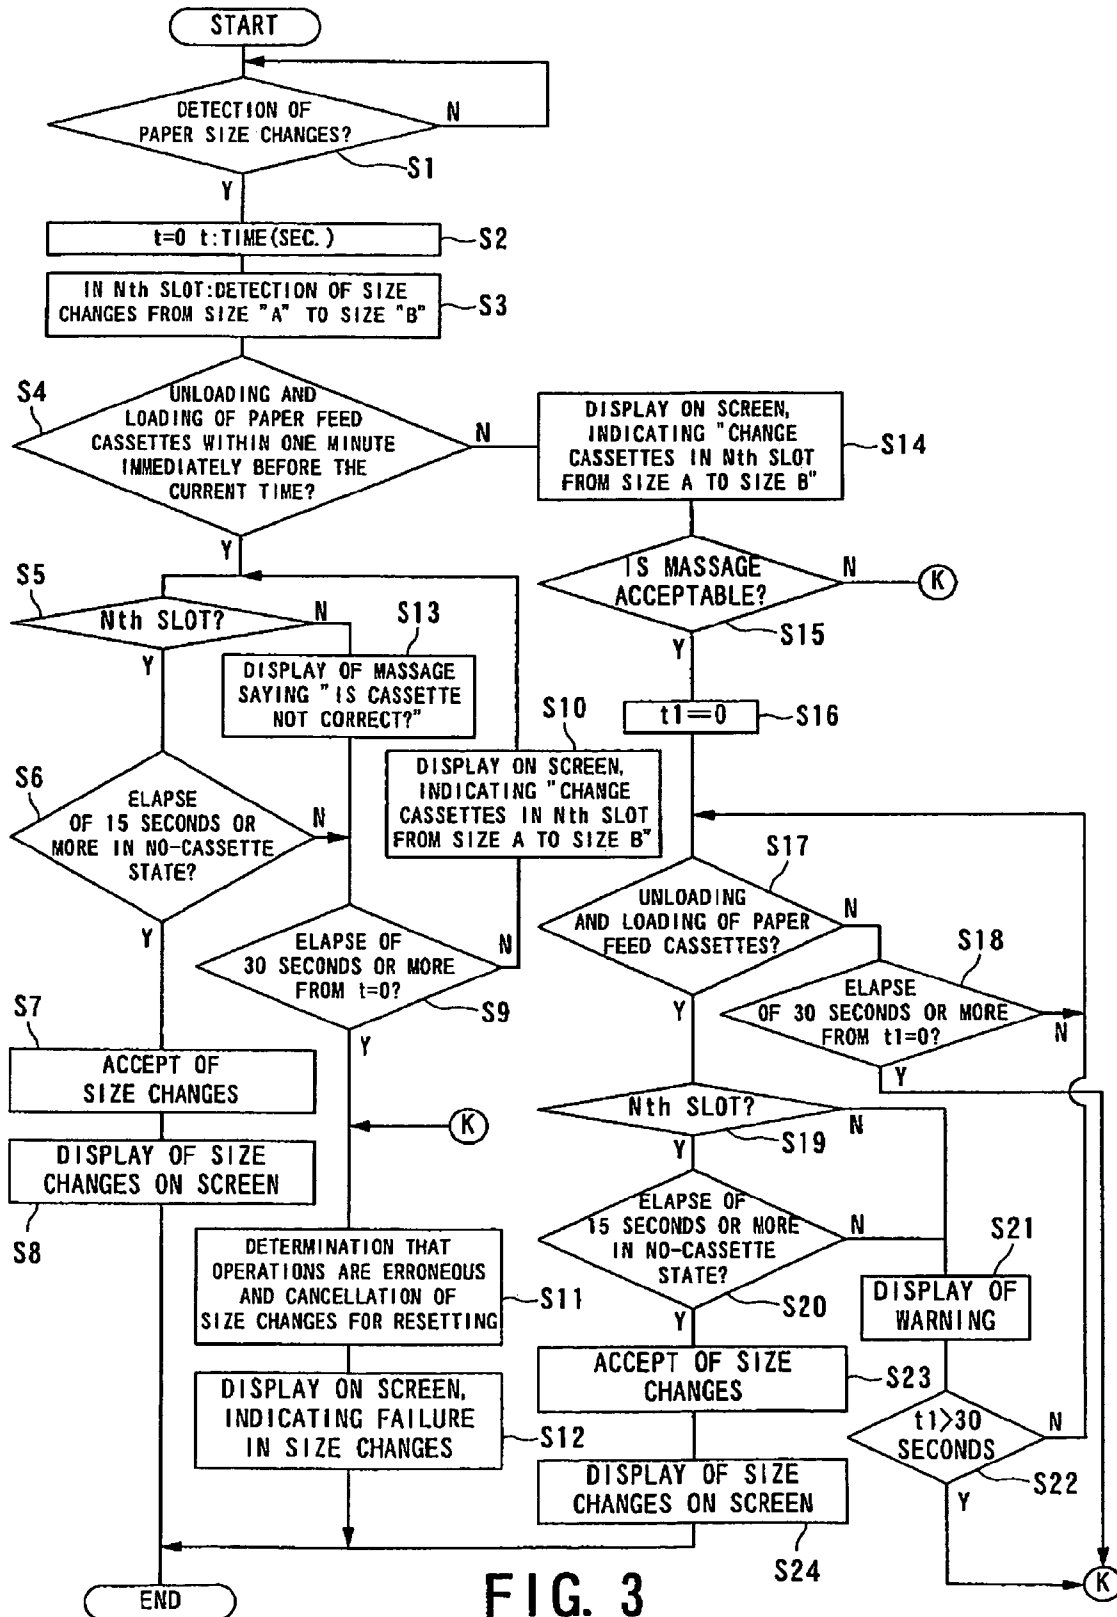 START
DETECTION OF
PAPER SIZE CHANGES?
N
S1
Y
t=0 t:TIME(SEC.)
S2
IN Nth SLOT:DETECTION OF SIZE
CHANGES FROM SIZE "A" TO SIZE "B"
S3
S4
UNLOADING AND
LOADING OF PAPER FEED
CASSETTES WITHIN ONE MINUTE
IMMEDIATELY BEFORE THE
CURRENT TIME?
N
Y
DISPLAY ON SCREEN,
INDICATING "CHANGE
CASSETTES IN Nth SLOT
FROM SIZE A TO SIZE B"
S14
IS MASSAGE
ACCEPTABLE?
N
K
S15
Y
S5
Nth SLOT?
N
Y
S13
DISPLAY OF MASSAGE
SAYING "IS CASSETTE
NOT CORRECT?"
S10
DISPLAY ON SCREEN,
INDICATING "CHANGE
CASSETTES IN Nth SLOT
FROM SIZE A TO SIZE B"
t1=0
S16
S6
ELAPSE
OF 15 SECONDS OR
MORE IN NO-CASSETTE
STATE?
N
Y
ELAPSE OF
30 SECONDS OR MORE
FROM t=0?
N
S9
Y
S17
UNLOADING
AND LOADING OF PAPER
FEED CASSETTES?
N
Y
S18
ELAPSE
OF 30 SECONDS OR MORE
FROM t1=0?
N
Y
S7
ACCEPT OF
SIZE CHANGES
DISPLAY OF SIZE
CHANGES ON SCREEN
S8
K
Nth SLOT?
S19
N
Y
ELAPSE OF
15 SECONDS OR MORE
IN NO-CASSETTE
STATE?
N
S20
Y
S21
DISPLAY OF
WARNING
DETERMINATION THAT
OPERATIONS ARE ERRONEOUS
AND CANCELLATION OF
SIZE CHANGES FOR RESETTING
S11
DISPLAY ON SCREEN,
INDICATING FAILURE
IN SIZE CHANGES
S12
ACCEPT OF SIZE
CHANGES
S23
t1>30
SECONDS
N
S22
Y
DISPLAY OF SIZE
CHANGES ON SCREEN
S24
K
END
FIG. 3